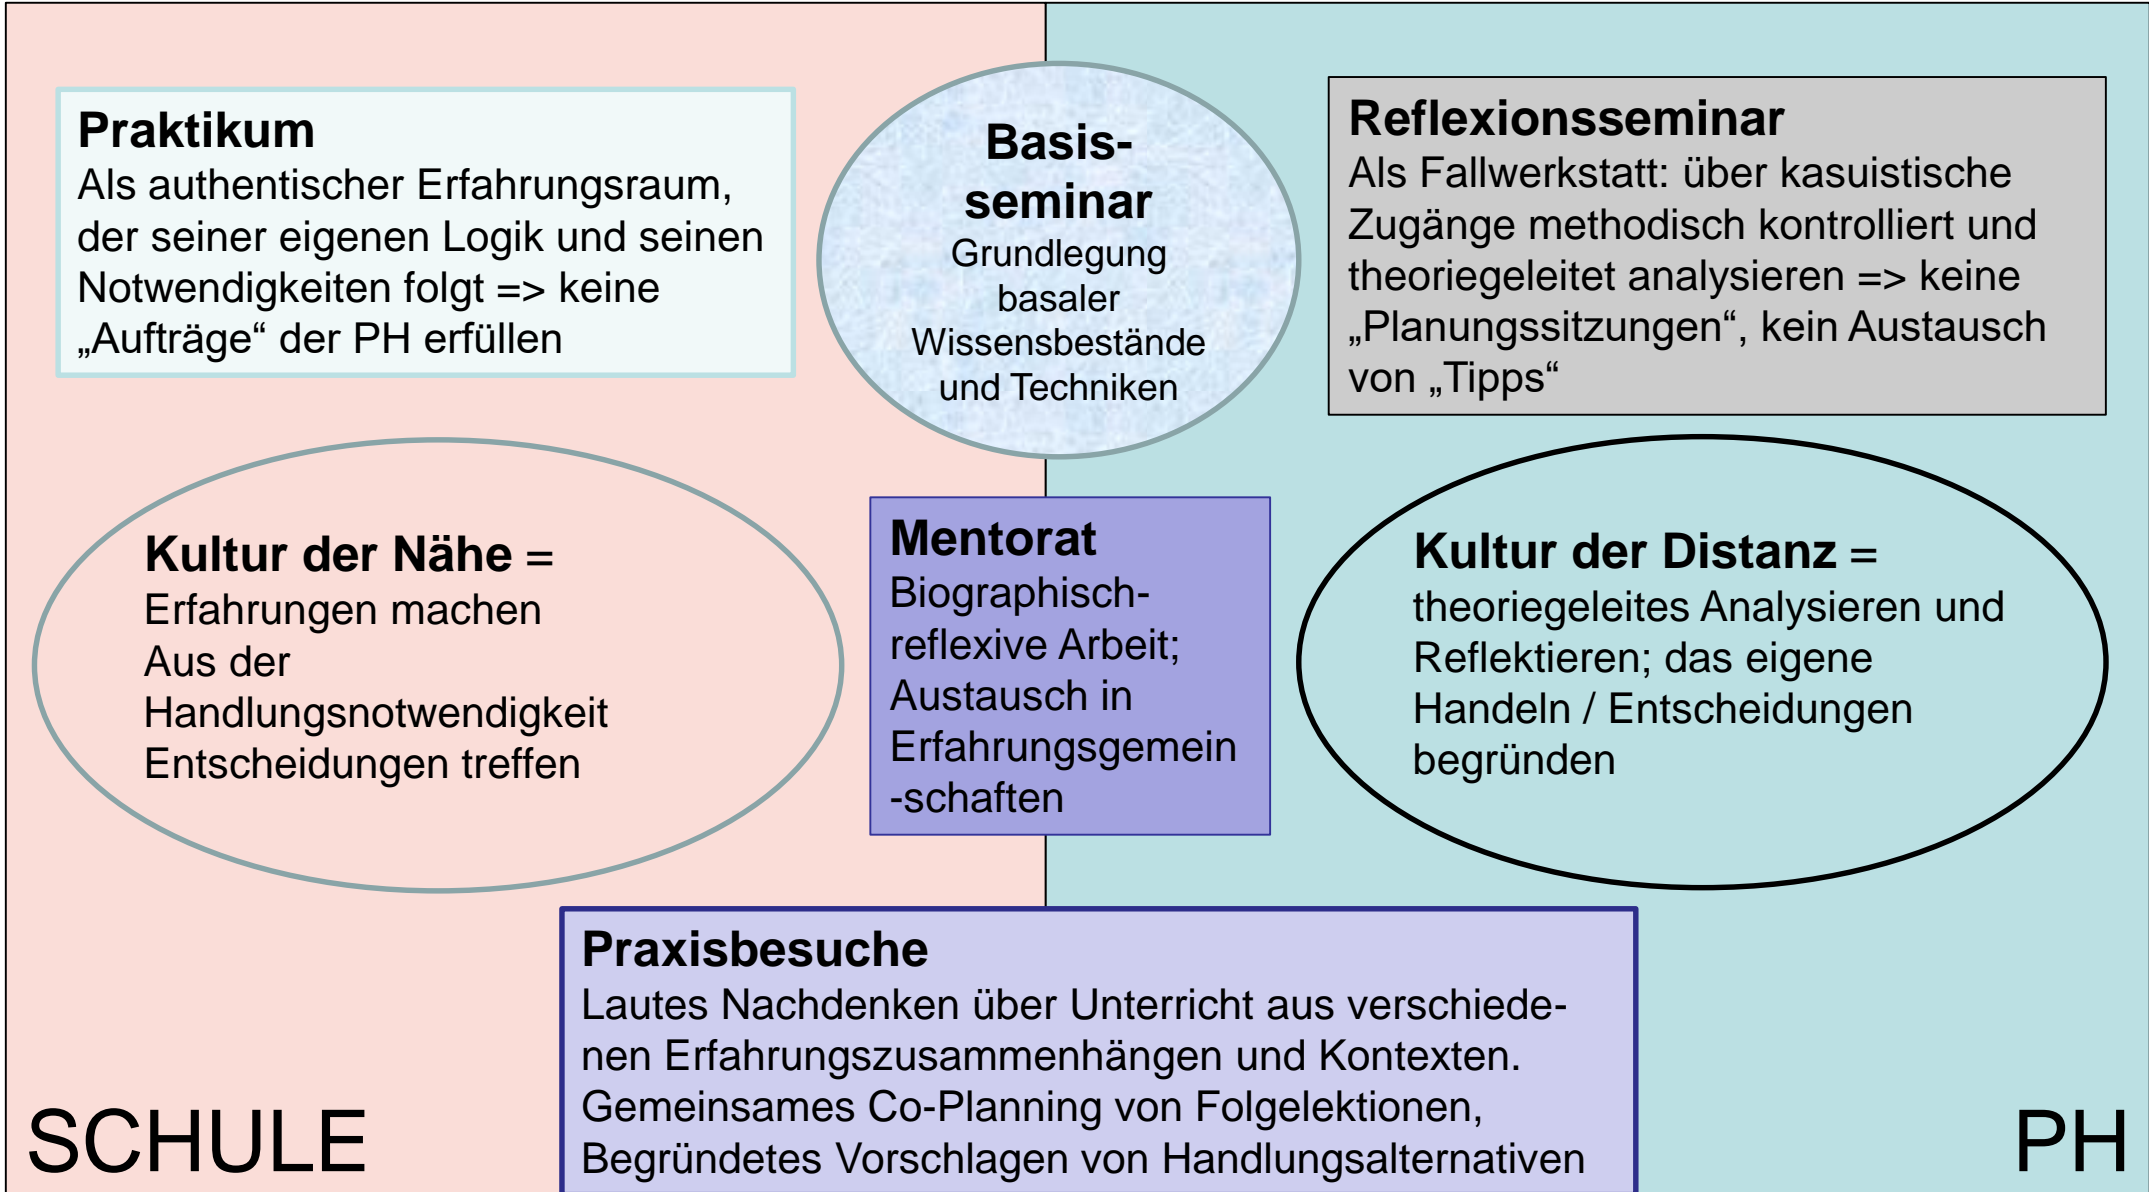 Praktikum
Als authentischer Erfahrungsraum,
der seiner eigenen Logik und seinen
Notwendigkeiten folgt => keine
„Aufträge“ der PH erfüllen
Basis-
seminar
Grundlegung
basaler
Wissensbestände
und Techniken
Reflexionsseminar
Als Fallwerkstatt: über kasuistische
Zugänge methodisch kontrolliert und
theoriegeleitet analysieren => keine
„Planungssitzungen“, kein Austausch
von „Tipps“
Kultur der Nähe =
Erfahrungen machen
Aus der
Handlungsnotwendigkeit
Entscheidungen treffen
Mentorat
Biographisch-
reflexive Arbeit;
Austausch in
Erfahrungsgemein
-schaften
Kultur der Distanz =
theoriegeleites Analysieren und
Reflektieren; das eigene
Handeln / Entscheidungen
begründen
Praxisbesuche
Lautes Nachdenken über Unterricht aus verschiede-
nen Erfahrungszusammenhängen und Kontexten.
Gemeinsames Co-Planning von Folgelektionen,
Begründetes Vorschlagen von Handlungsalternativen
SCHULE
PH